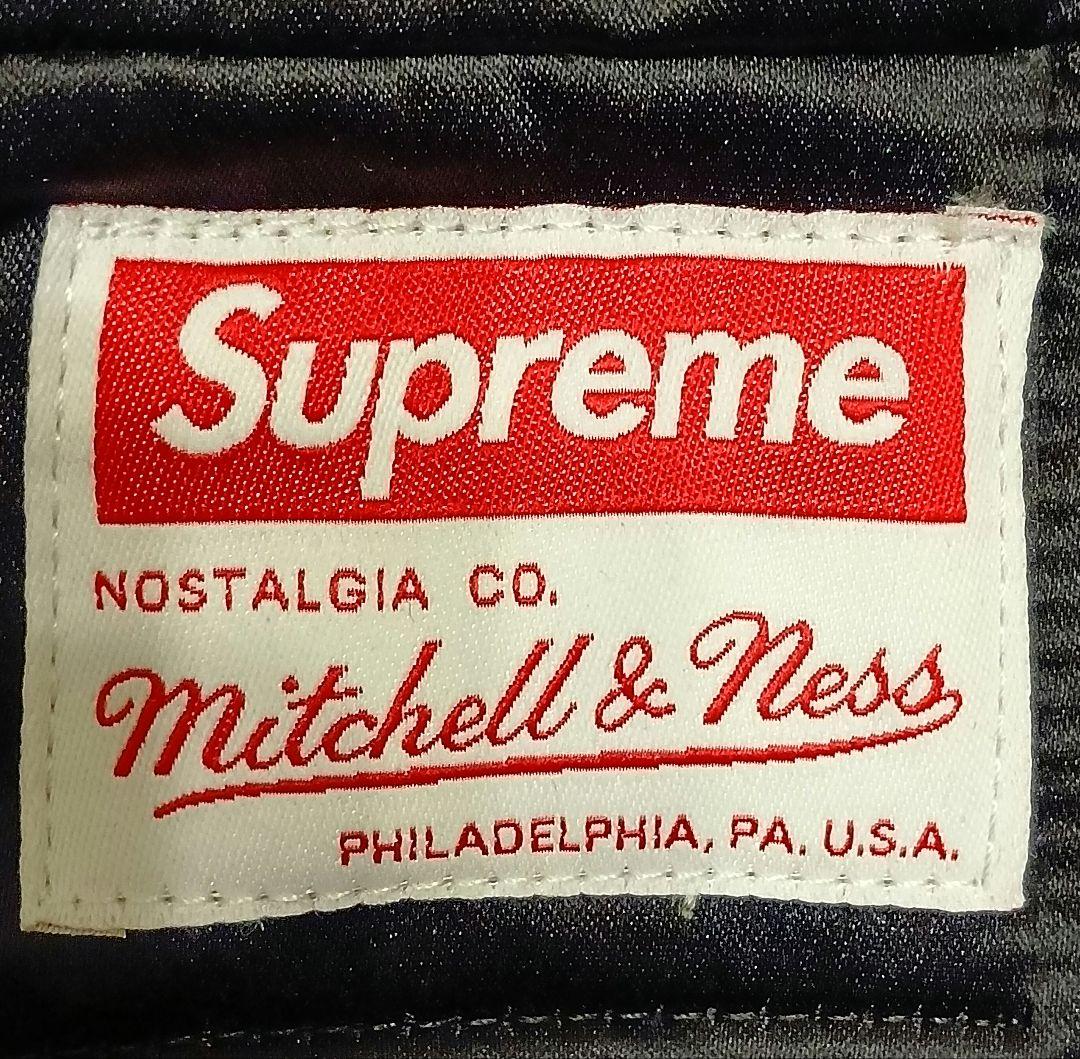 Supreme
NOSTALGIA CO.
Mitchell & Ness
PHILADELPHIA, PA. U.S.A.